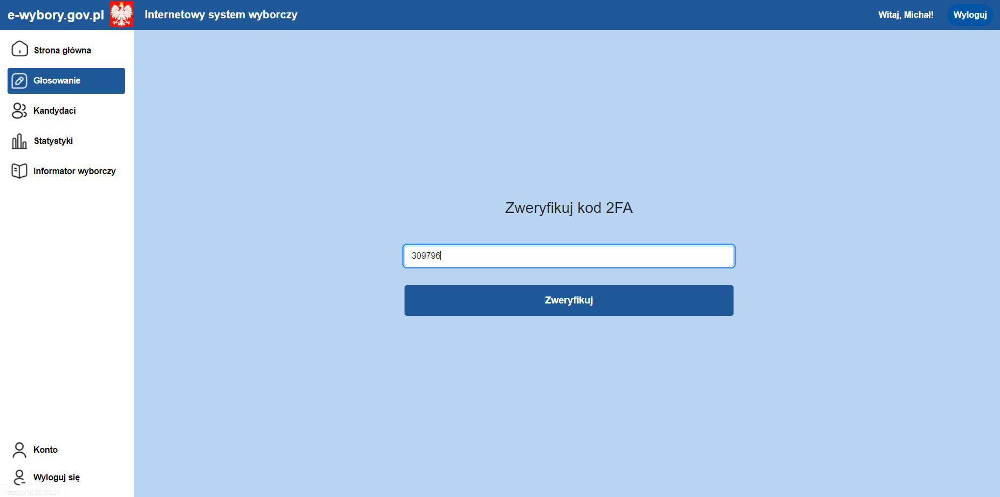 e-wybory.gov.pl
Internetowy system wyborczy
Witaj, Michał!
Wyloguj
Strona główna
Głosowanie
Kandydaci
Statystyki
Informator wyborczy
Zweryfikuj kod 2FA
309796
Zweryfikuj
Konto
Wyloguj się
https://10.90.50.21